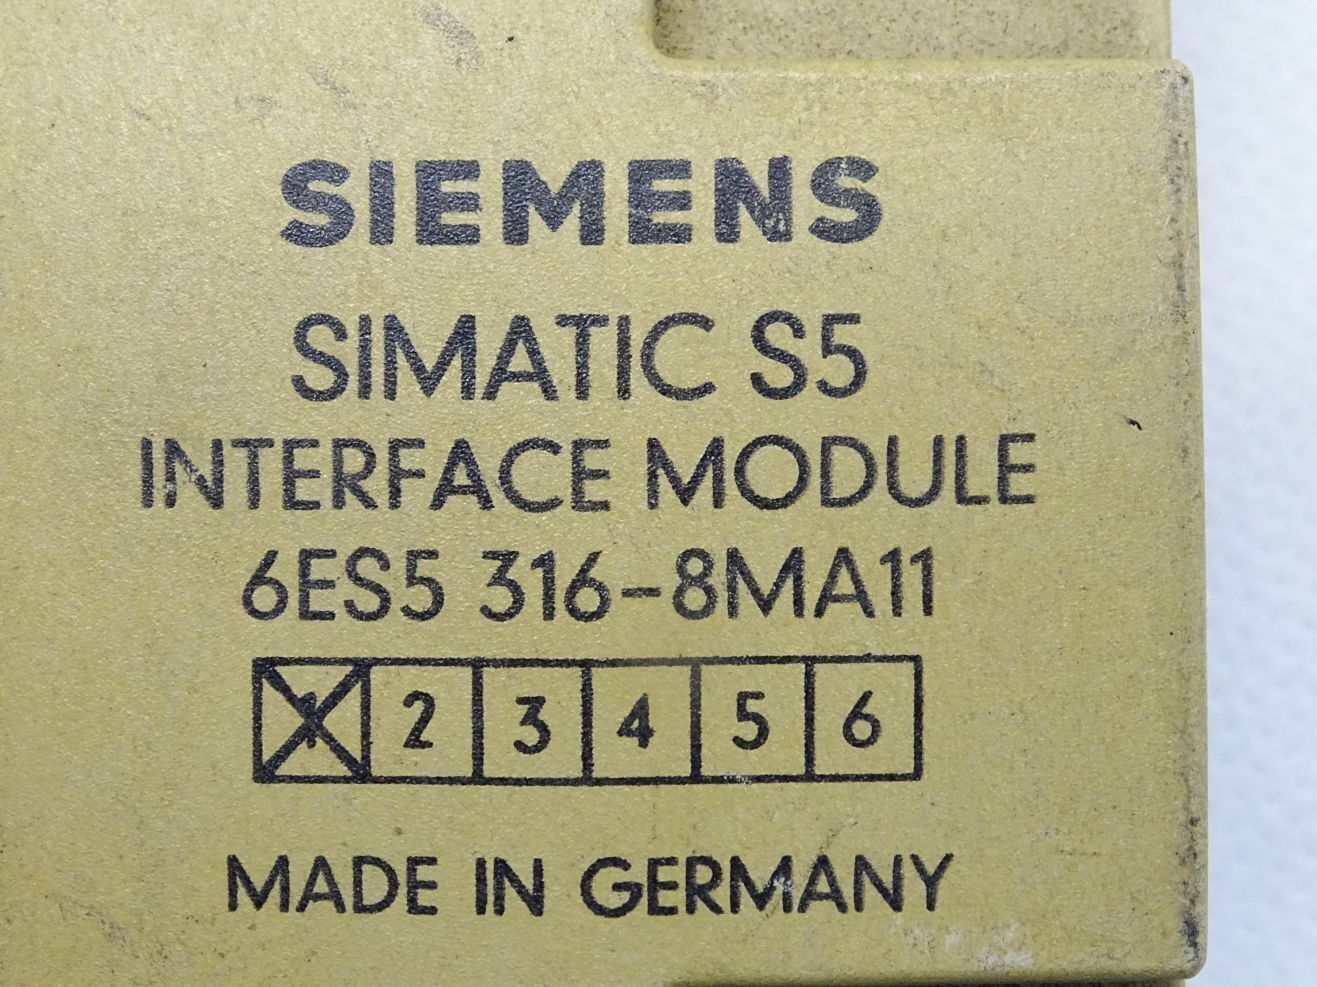 SIEMENS
SIMATIC S5
INTERFACE MODULE
6ES5 316-8MA11
1 2 3 4 5 6
MADE IN GERMANY